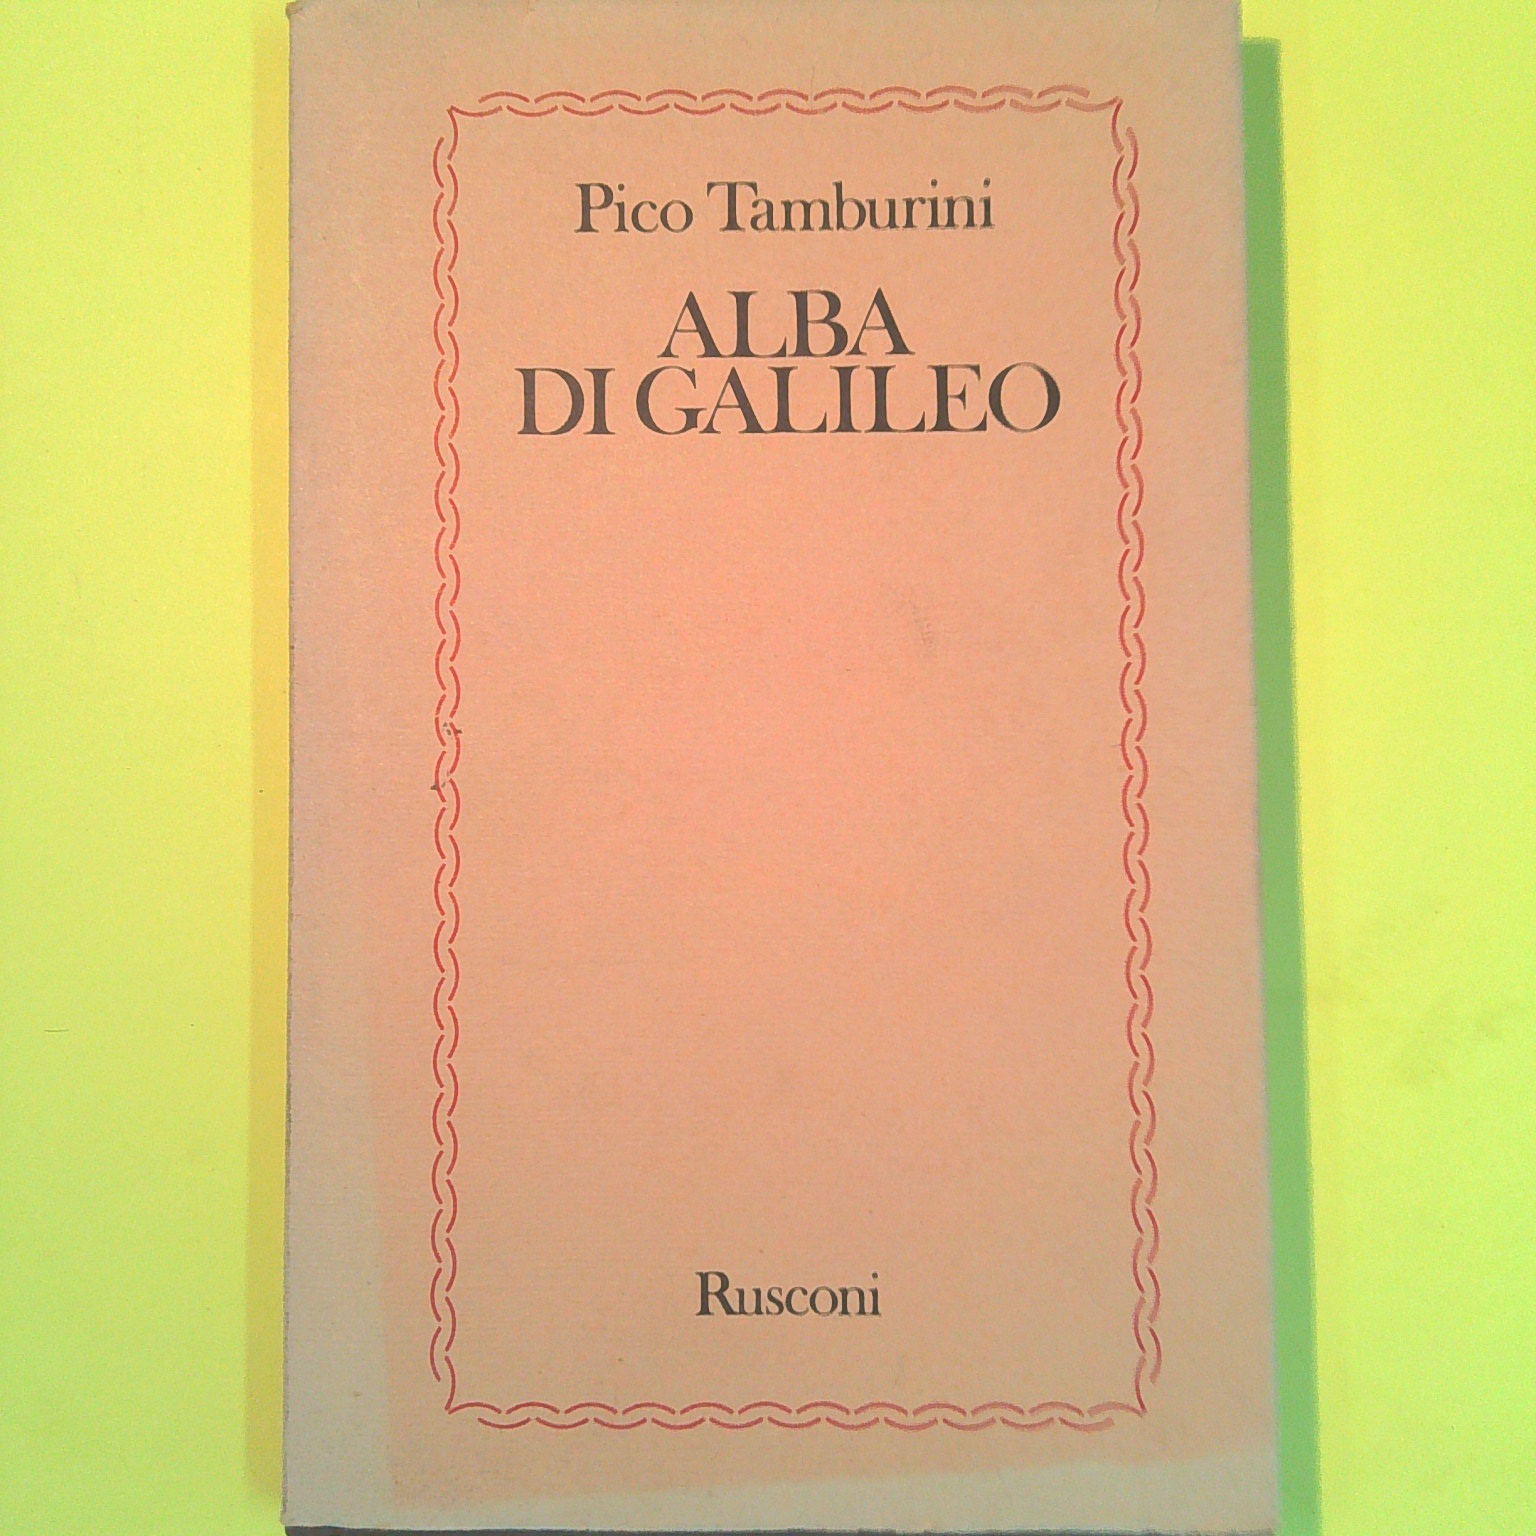 Pico Tamburini
ALBA
DI GALILEO
Rusconi